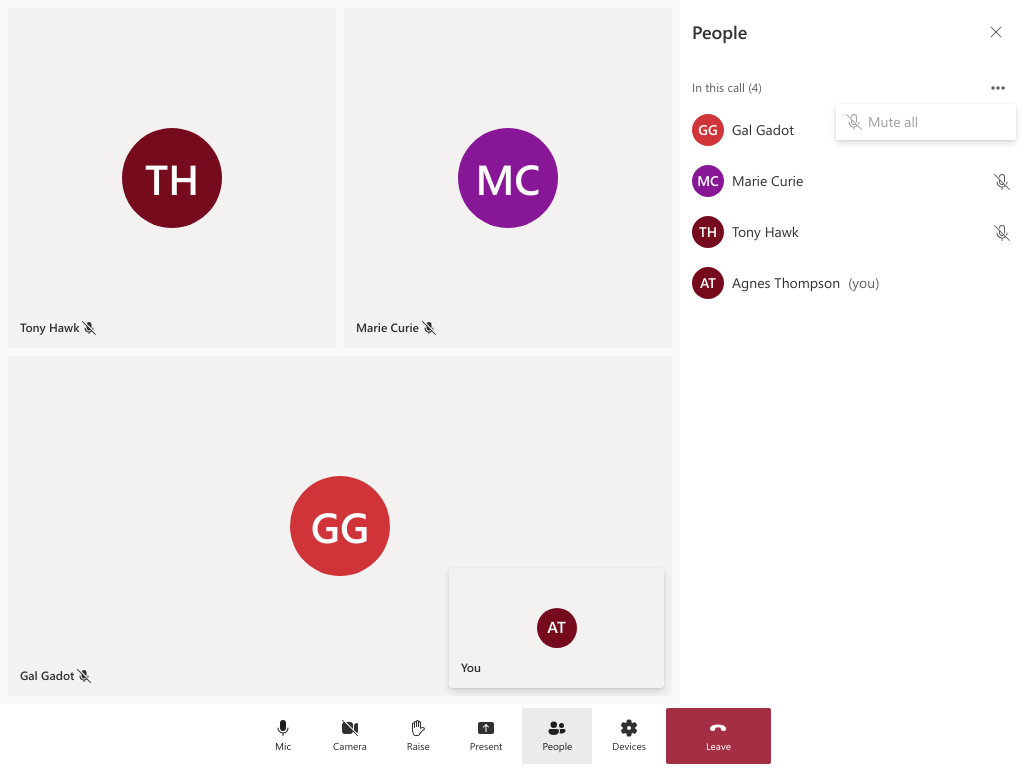 TH
Tony Hawk
MC
Marie Curie
GG
Gal Gadot
AT
You
People
In this call (4)
Mute all
GG Gal Gadot
MC Marie Curie
TH Tony Hawk
AT Agnes Thompson (you)
Mic
Camera
Raise
Present
People
Devices
Leave